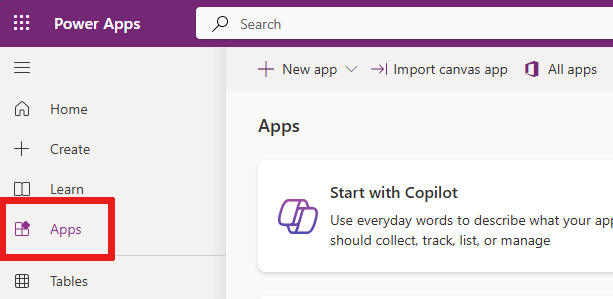 Power Apps
Search
Home
Create
Learn
Apps
Tables
New app
Import canvas app
All apps
Apps
Start with Copilot
Use everyday words to describe what your app
should collect, track, list, or manage